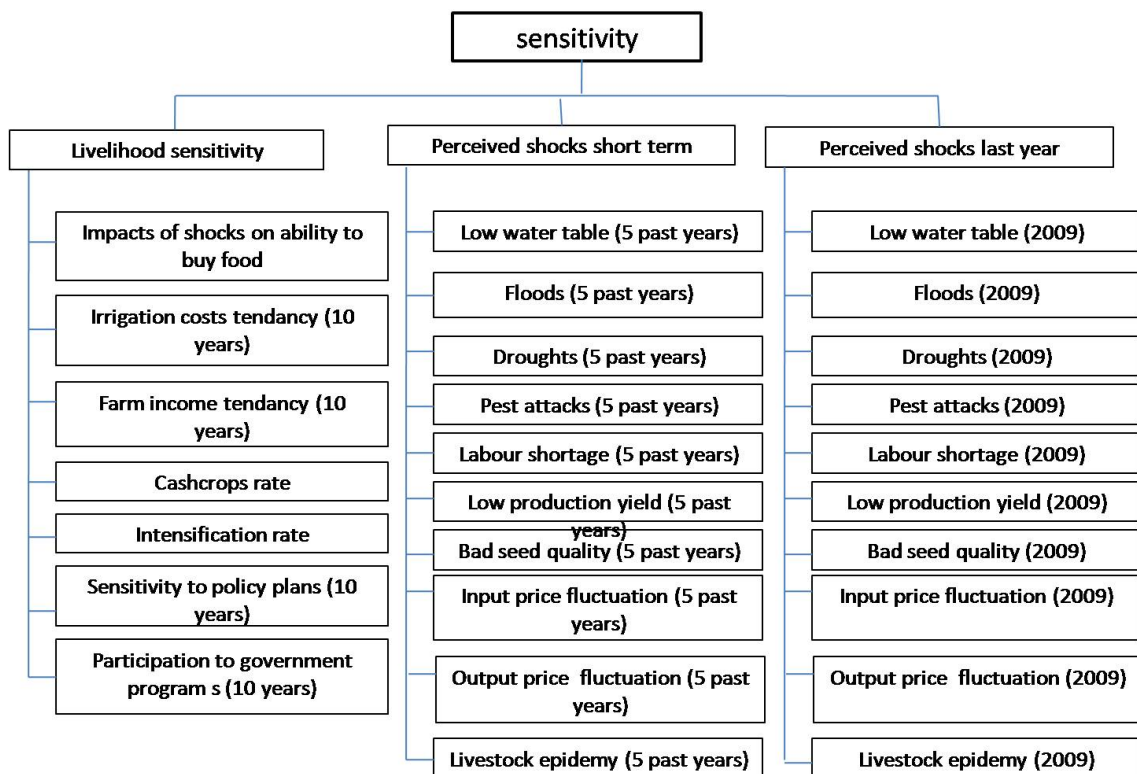 sensitivity
Livelihood sensitivity
Impacts of shocks on ability to
buy food
Irrigation costs tendancy (10
years)
Farm income tendancy (10
years)
Cashcrops rate
Intensification rate
Sensitivity to policy plans (10
years)
Participation to government
program s (10 years)
Perceived shocks short term
Low water table (5 past years)
Floods (5 past years)
Droughts (5 past years)
Pest attacks (5 past years)
Labour shortage (5 past years)
Low production yield (5 past
years)
Bad seed quality (5 past years)
Input price fluctuation (5 past
years)
Output price fluctuation (5 past
years)
Livestock epidemy (5 past years)
Perceived shocks last year
Low water table (2009)
Floods (2009)
Droughts (2009)
Pest attacks (2009)
Labour shortage (2009)
Low production yield (2009)
Bad seed quality (2009)
Input price fluctuation (2009)
Output price fluctuation (2009)
Livestock epidemy (2009)